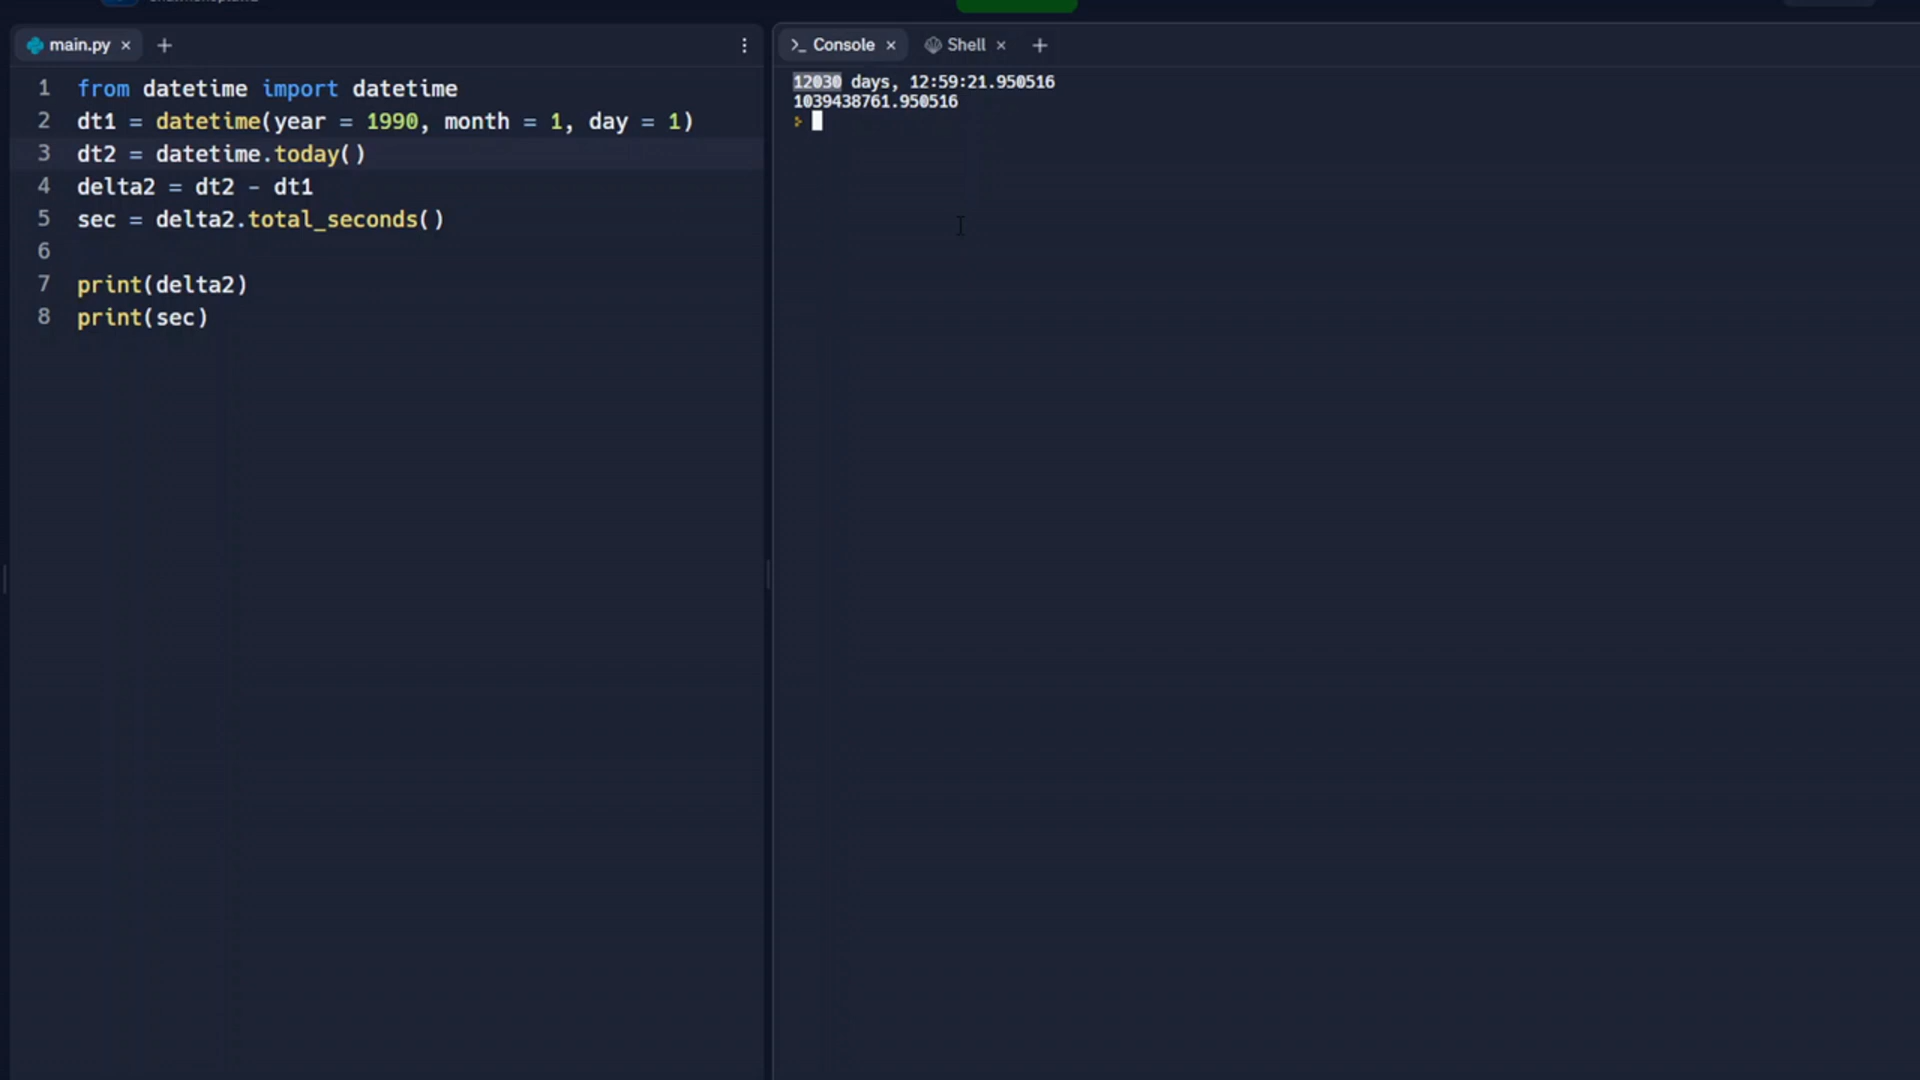 main.py
1 from datetime import datetime
2 dt1 = datetime(year = 1990, month = 1, day = 1)
3 dt2 = datetime.today()
4 delta2 = dt2 - dt1
5 sec = delta2.total_seconds()
6
7 print(delta2)
8 print(sec)
Console Shell
12030 days, 12:59:21.950516
1039438761.950516